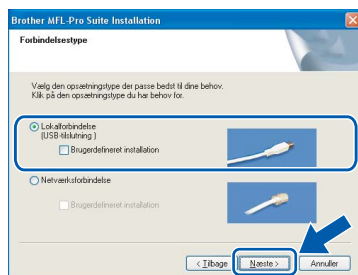 Brother MFL-Pro Suite Installation
Forbindelsestype
Vælg den opsætningstype der passe bedst til dine behov.
Klik på den opsætningstype du har behov for.
Lokalforbindelse
(USB-tilslutning )
Brugerdefineret installation
Netværksforbindelse
Brugerdefineret installation
< Tilbage Næste > Annuller